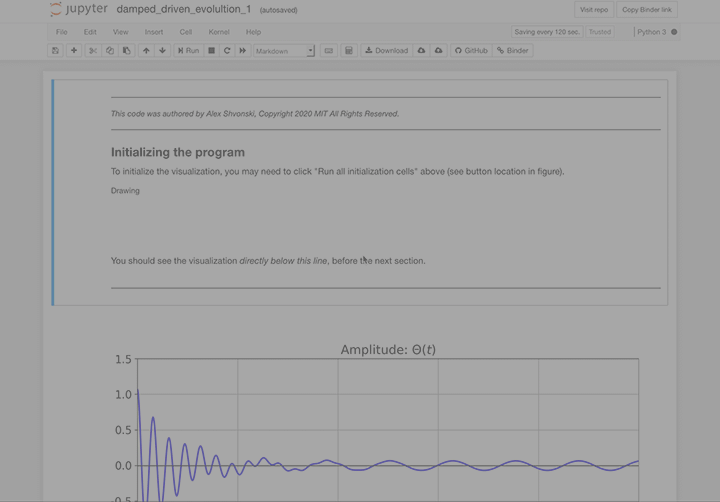 jupyter damped_driven_evolultion_1 (autosaved) Visit repo Copy Binder link
File Edit View Insert Cell Kernel Help Saving every 120 sec. Trusted Python 3
Run Markdown Download GitHub Binder
This code was authored by Alex Shvonski, Copyright 2020 MIT All Rights Reserved.
Initializing the program
To initialize the visualization, you may need to click "Run all initialization cells" above (see button location in figure).
Drawing
You should see the visualization directly below this line, before the next section.
Amplitude: Θ(t)
1.5
1.0
0.5
0.0
-0.5